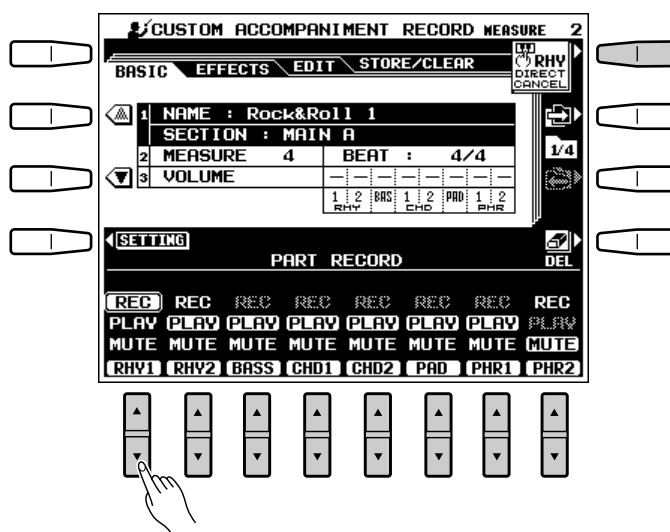 CUSTOM ACCOMPANIMENT RECORD MEASURE 2
BASIC EFFECTS EDIT STORE/CLEAR
RHY
DIRECT
CANCEL
1 NAME : Rock&Roll 1
SECTION : MAIN A
1/4
2 MEASURE 4 BEAT : 4/4
3 VOLUME – – – – – – – –
1 2 BAS 1 2 PAD 1 2
RHY CHD PHR
SETTING
DEL
PART RECORD
REC REC REC REC REC REC REC REC
PLAY PLAY PLAY PLAY PLAY PLAY PLAY PLAY
MUTE MUTE MUTE MUTE MUTE MUTE MUTE MUTE
RHY1 RHY2 BASS CHD1 CHD2 PAD PHR1 PHR2